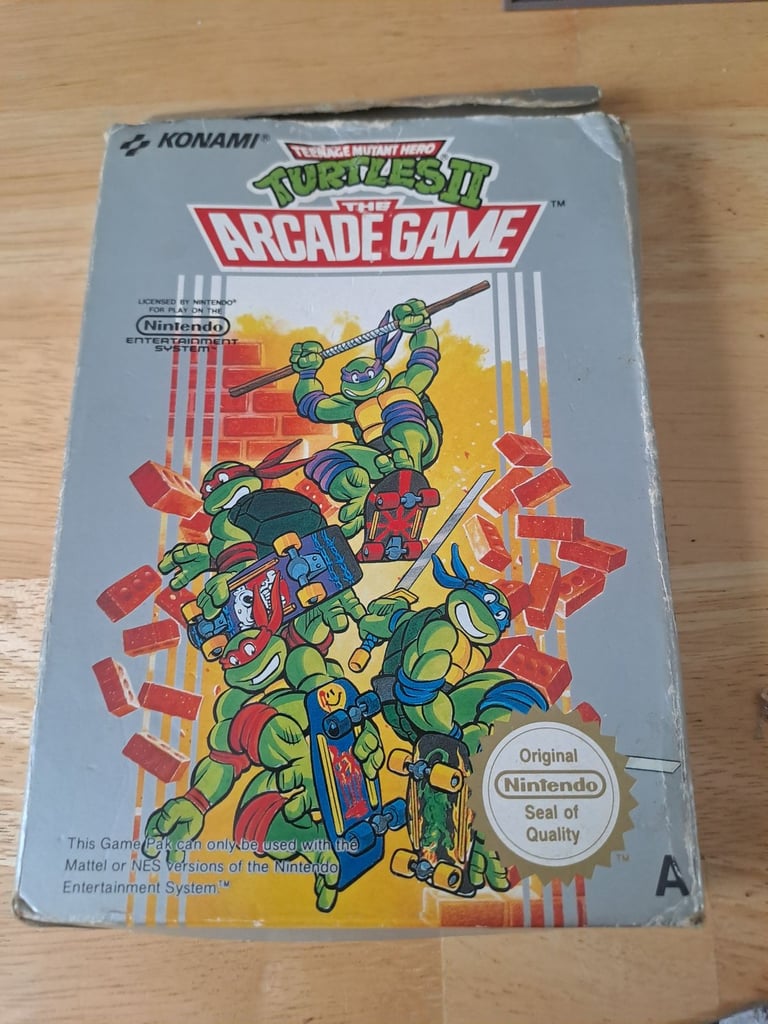 KONAMI®
TEENAGE MUTANT HERO
TURTLES II
THE
ARCADE GAME™
LICENSED BY NINTENDO®
FOR PLAY ON THE
Nintendo
ENTERTAINMENT
SYSTEM™
Original
Nintendo
Seal of
Quality
™
This Game Pak can only be used with the
Mattel or NES versions of the Nintendo
Entertainment System.™
A